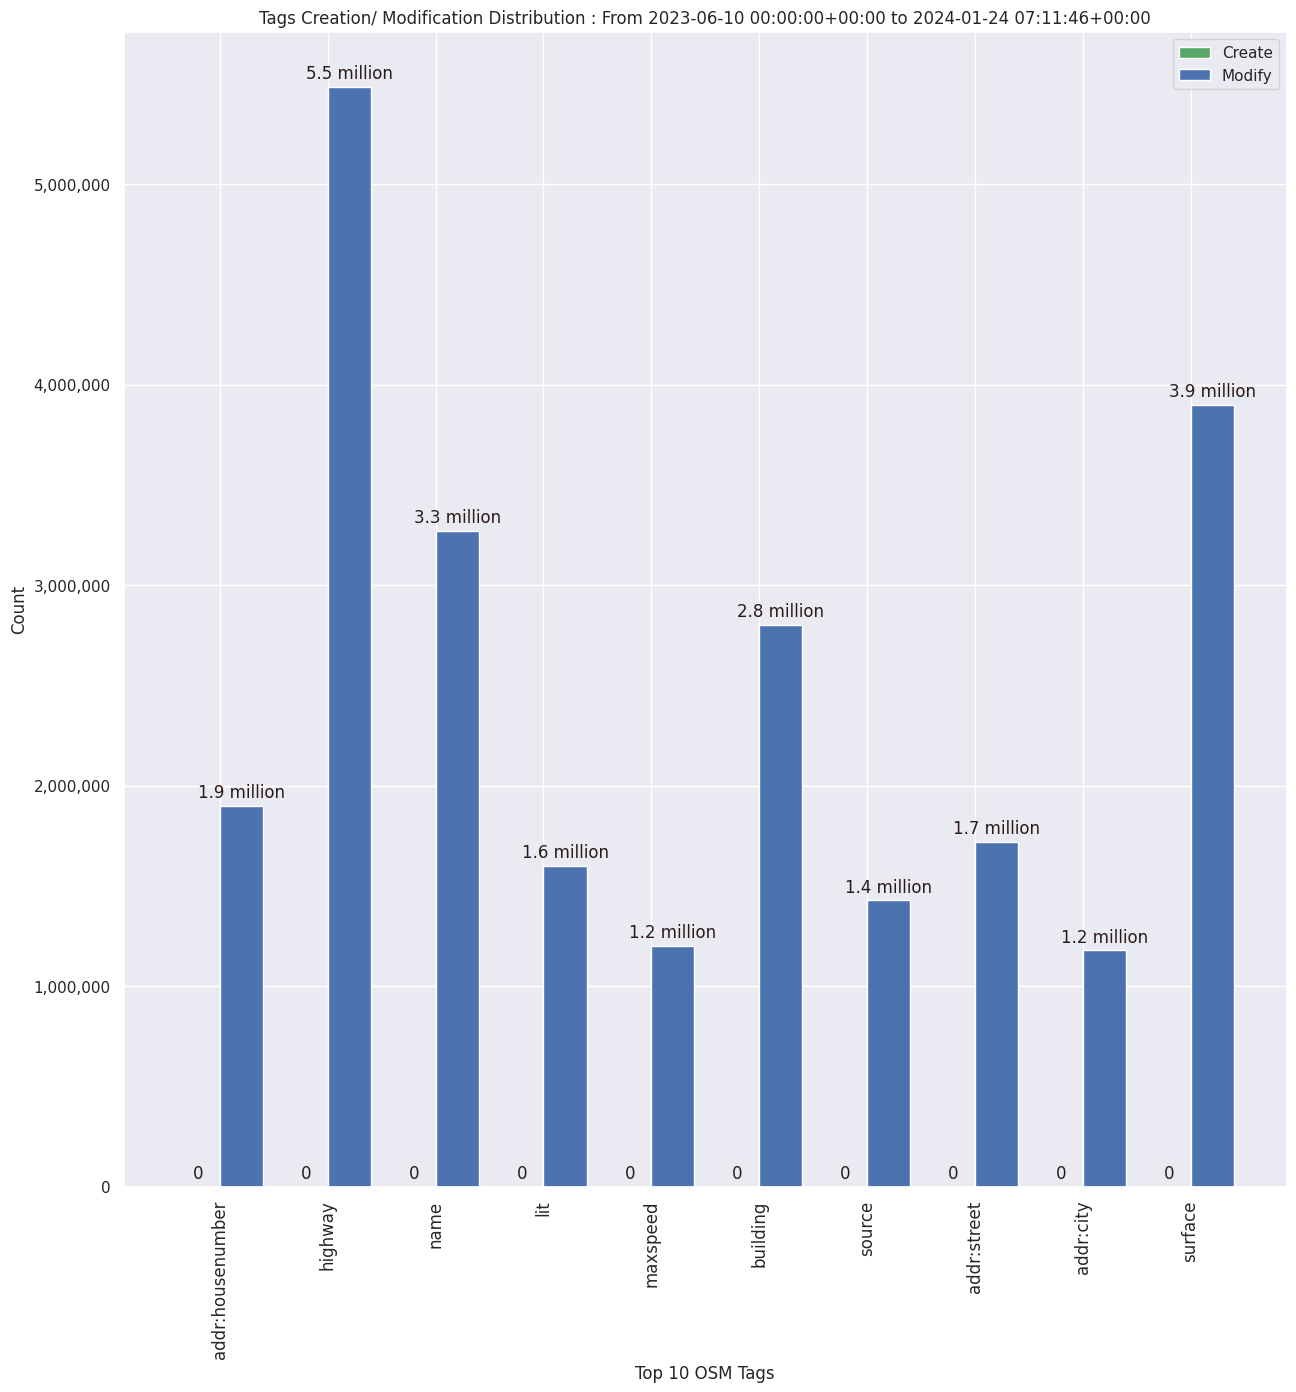 Tags Creation/ Modification Distribution : From 2023-06-10 00:00:00+00:00 to 2024-01-24 07:11:46+00:00
Create
Modify
5.5 million
5,000,000
4,000,000
3.9 million
3.3 million
3,000,000
2.8 million
Count
2,000,000
1.9 million
1.7 million
1.6 million
1.4 million
1.2 million
1.2 million
1,000,000
0
0
0
0
0
0
0
0
0
0
0
addr:housenumber
highway
name
lit
maxspeed
building
source
addr:street
addr:city
surface
Top 10 OSM Tags